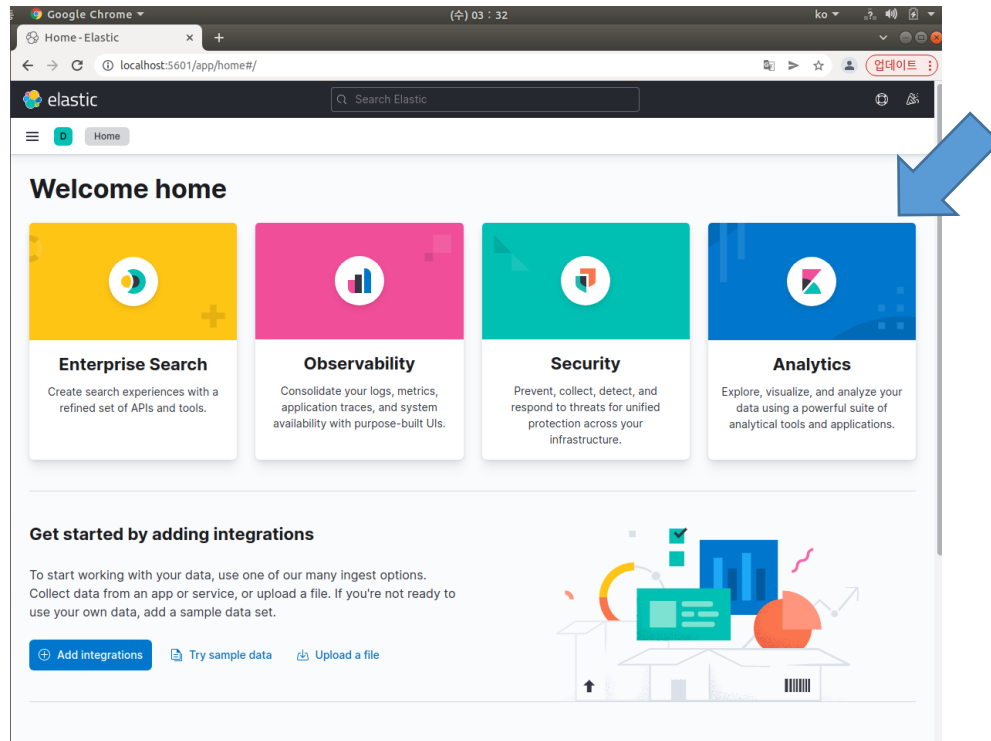 Google Chrome
(수) 03 : 32
ko
Home - Elastic
localhost:5601/app/home#/
업데이트
elastic
Search Elastic
D
Home
Welcome home
Enterprise Search
Create search experiences with a
refined set of APIs and tools.
Observability
Consolidate your logs, metrics,
application traces, and system
availability with purpose-built UIs.
Security
Prevent, collect, detect, and
respond to threats for unified
protection across your
infrastructure.
Analytics
Explore, visualize, and analyze your
data using a powerful suite of
analytical tools and applications.
Get started by adding integrations
To start working with your data, use one of our many ingest options.
Collect data from an app or service, or upload a file. If you're not ready to
use your own data, add a sample data set.
Add integrations
Try sample data
Upload a file